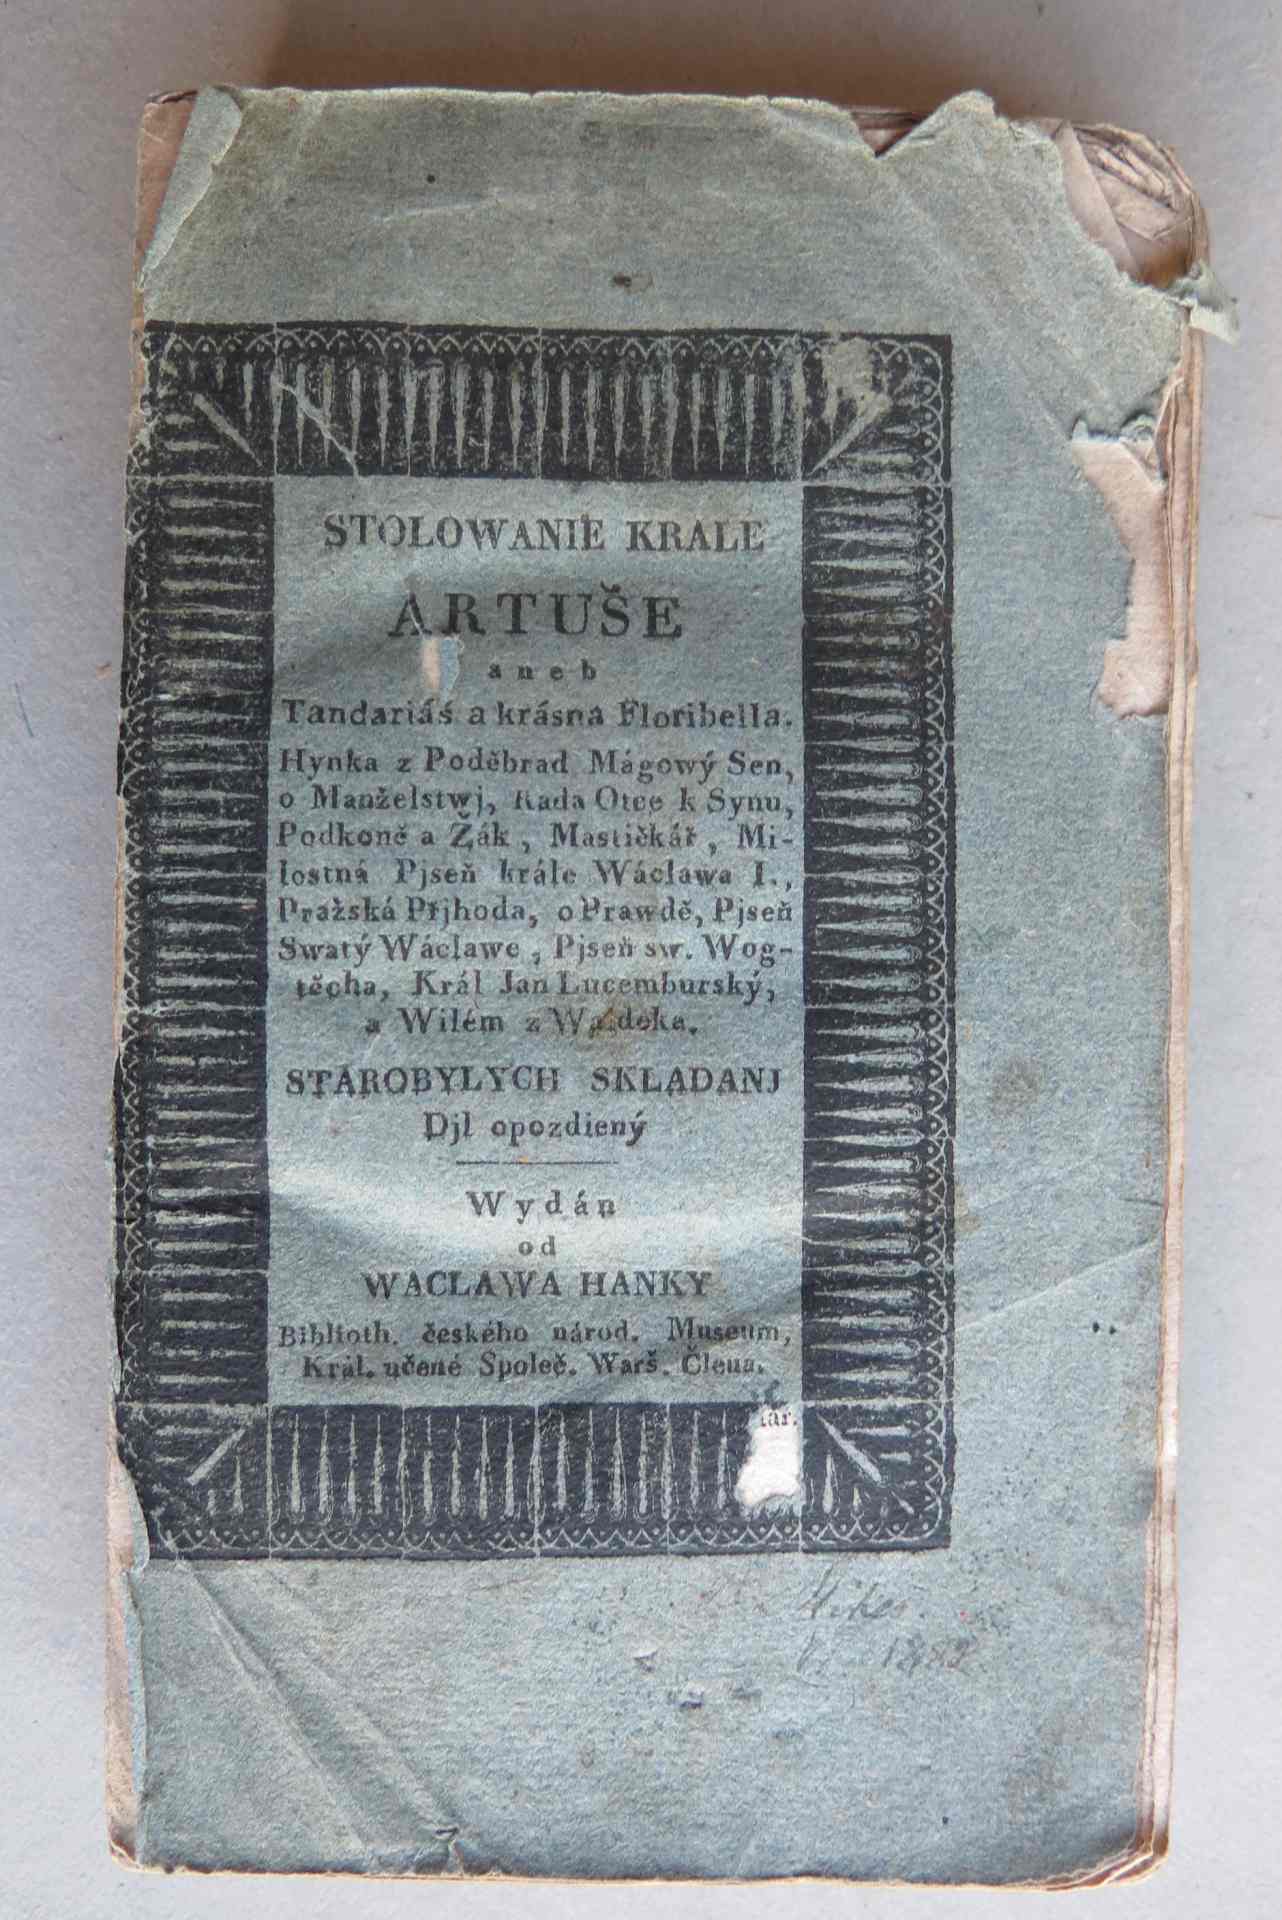 STOLOWANIE KRALE
ARTUŠE
aneb
Tandariáš a krásna Floribella.
Hynka z Poděbrad Mágowý Sen,
o Manželstwj, Rada Otce k Synu,
Podkoně a Žák, Mastičkář, Mi-
lostná Pjseň krále Wáclawa I.,
Pražská Přjhoda, o Prawdě, Pjseň
Swatý Wáclawe, Pjseň sw. Wog-
těcha, Král Jan Lucemburský,
a Wilém z Waldeka.
STAROBYLYCH SKLADANJ
Djl opozdiený
Wydán
od
WACLAWA HANKY
Biblioth. českého národ. Museum,
Král. učené Společ. Warš. Člena.